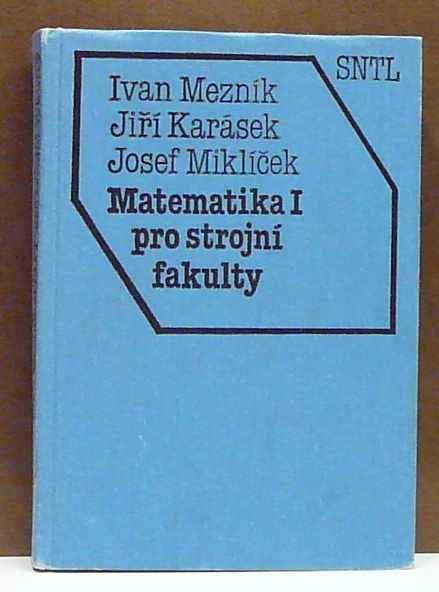 SNTL
Ivan Mezník
Jiří Karásek
Josef Miklíček
Matematika I
pro strojní
fakulty